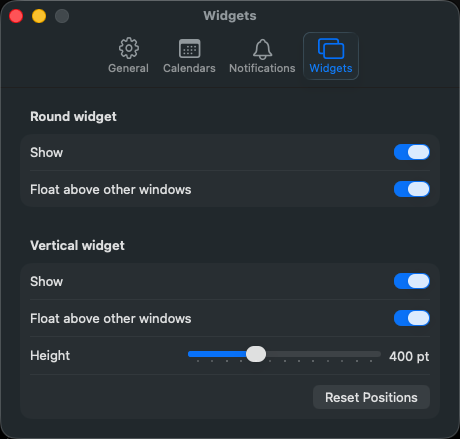 Widgets
General Calendars Notifications Widgets
Round widget
Show
Float above other windows
Vertical widget
Show
Float above other windows
Height 400 pt
Reset Positions